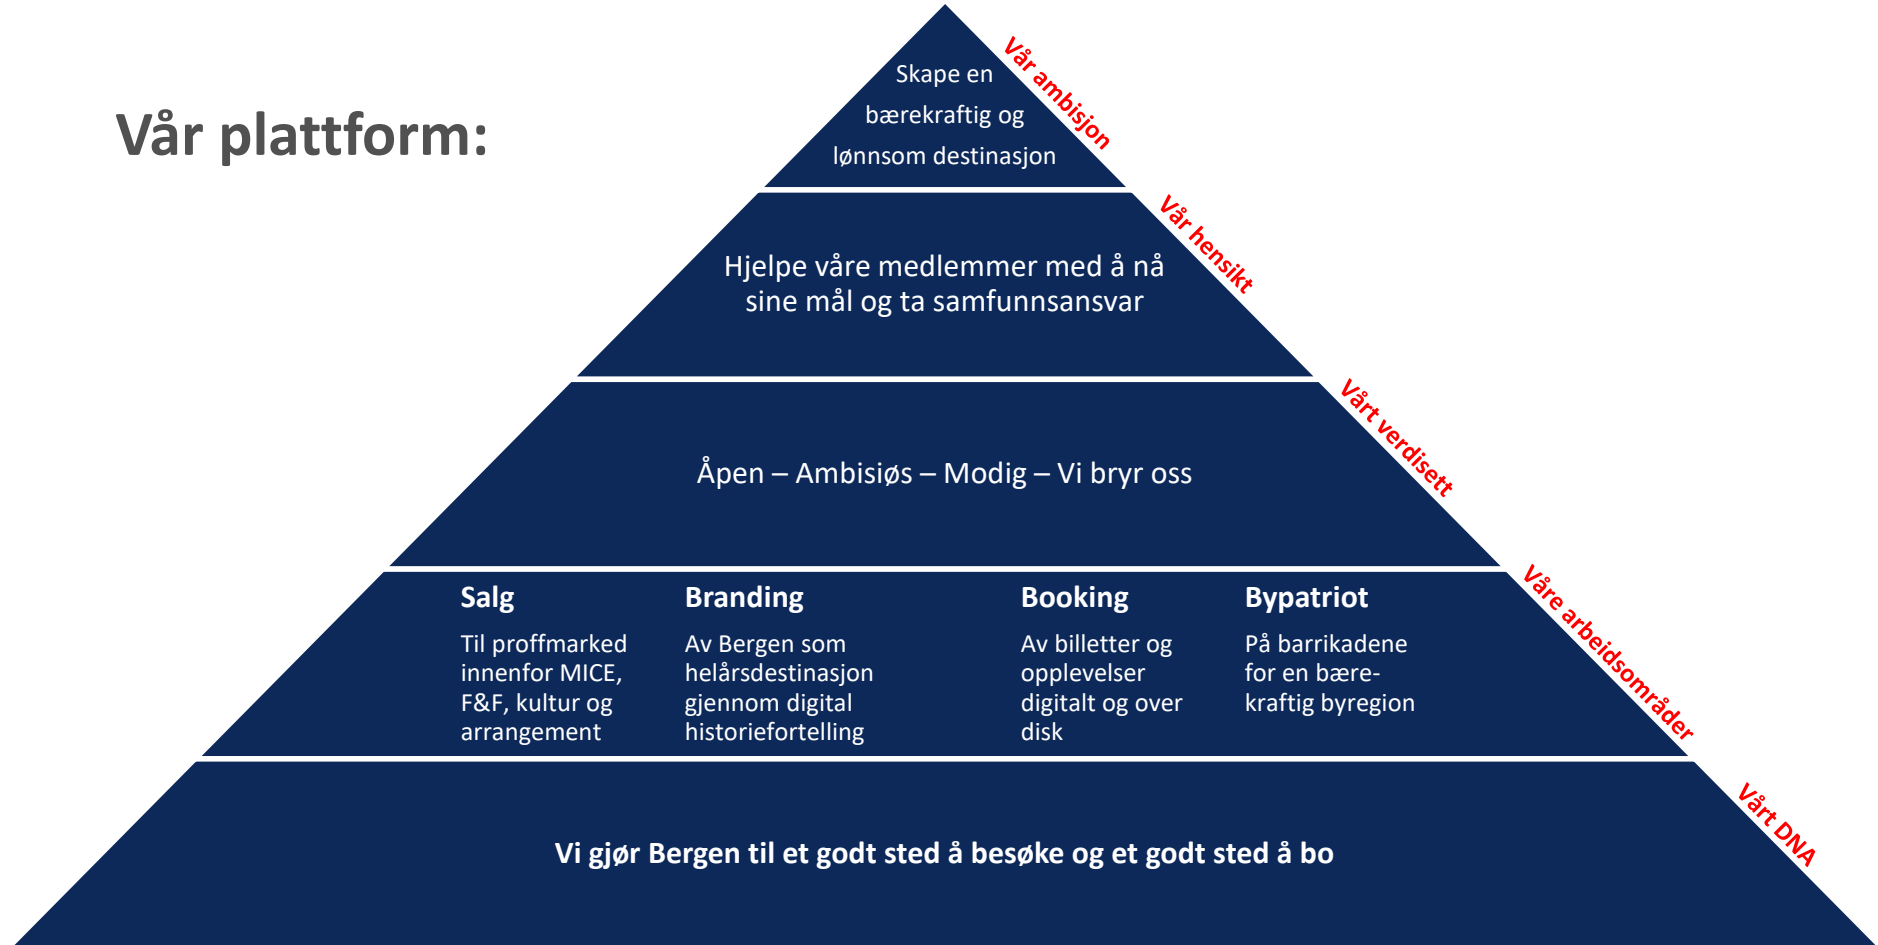 Vår plattform:
Skape en
bærekraftig og
lønnsom destinasjon
Vår ambisjon
Hjelpe våre medlemmer med å nå
sine mål og ta samfunnsansvar
Vår hensikt
Åpen – Ambisiøs – Modig – Vi bryr oss
Vårt verdisett
Salg
Til proffmarked
innenfor MICE,
F&F, kultur og
arrangement
Branding
Av Bergen som
helårsdestinasjon
gjennom digital
historiefortelling
Booking
Av billetter og
opplevelser
digitalt og over
disk
Bypatriot
På barrikadene
for en bære-
kraftig byregion
Våre arbeidsområder
Vi gjør Bergen til et godt sted å besøke og et godt sted å bo
Vårt DNA